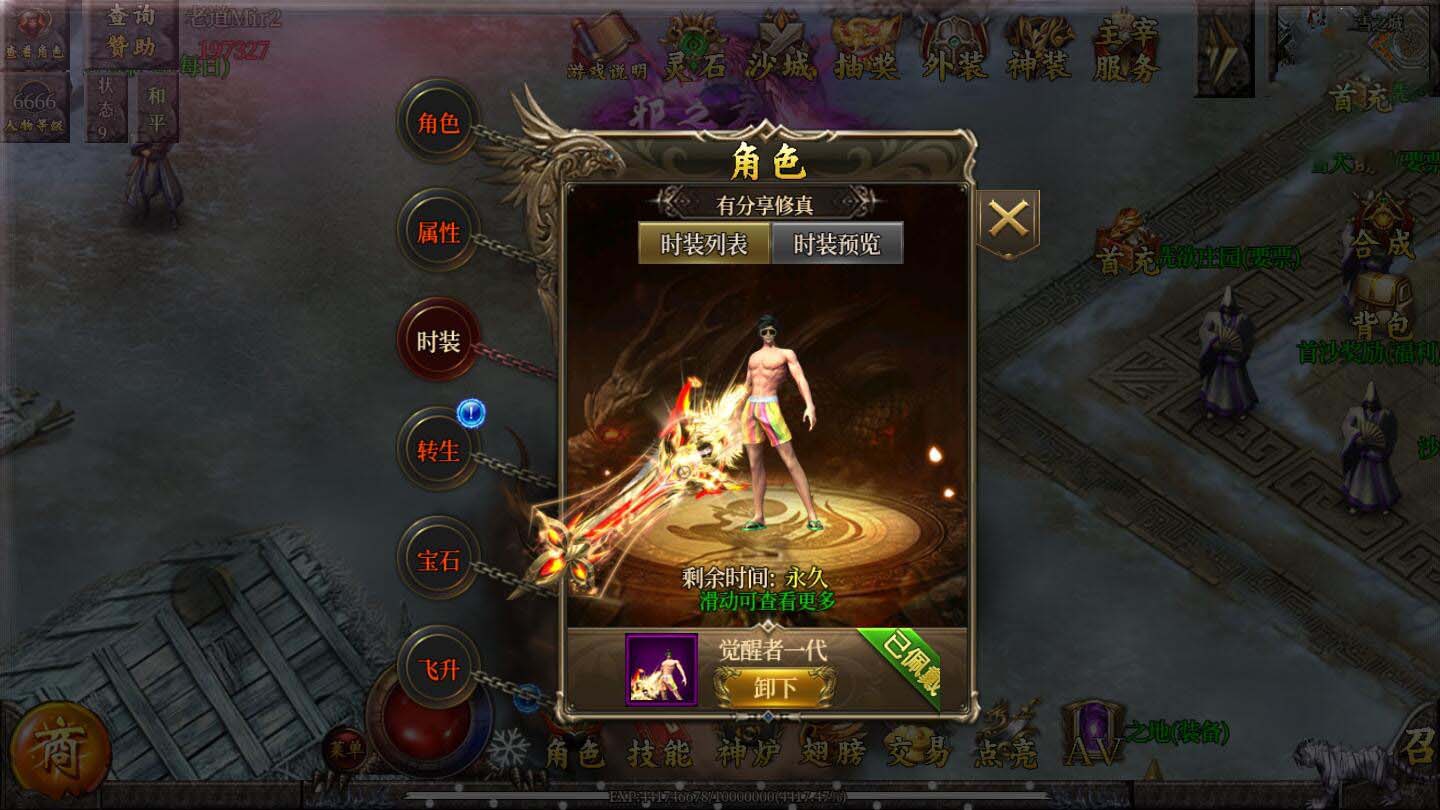 查询
赞助
老道Mir2
197327
每日)
查看角色
6666
人物等级
状态9
和平
游戏说明
灵石
沙城
抽奖
外装
神装
主宰
服务
首充
首充
合成
背包
首沙奖励(福利
角色
属性
时装
转生
宝石
飞升
角色
有分享修真
时装列表
时装预览
剩余时间: 永久
滑动可查看更多
觉醒者一代
卸下
已佩戴
商
菜单
角色
技能
神炉
翅膀
交易
点亮
AV
之地(装备)
召
EXP:441746678/10000000(4417.47%)